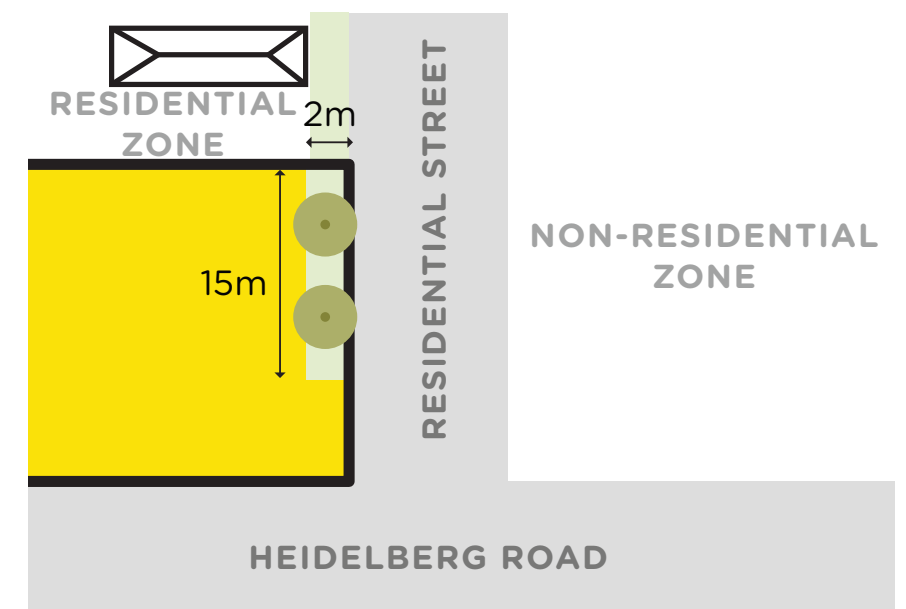 RESIDENTIAL
ZONE
2m
15m
RESIDENTIAL STREET
NON-RESIDENTIAL
ZONE
HEIDELBERG ROAD